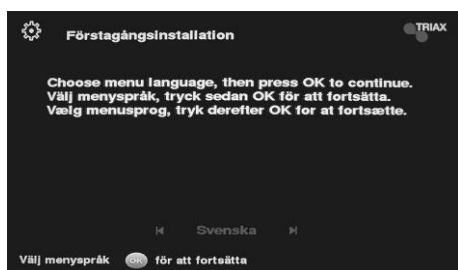 Förstagångsinstallation
TRIAX
Choose menu language, then press OK to continue.
Välj menyspråk, tryck sedan OK för att fortsätta.
Vælg menusprog, tryk derefter OK for at fortsætte.
Svenska
Välj menyspråk OK för att fortsätta